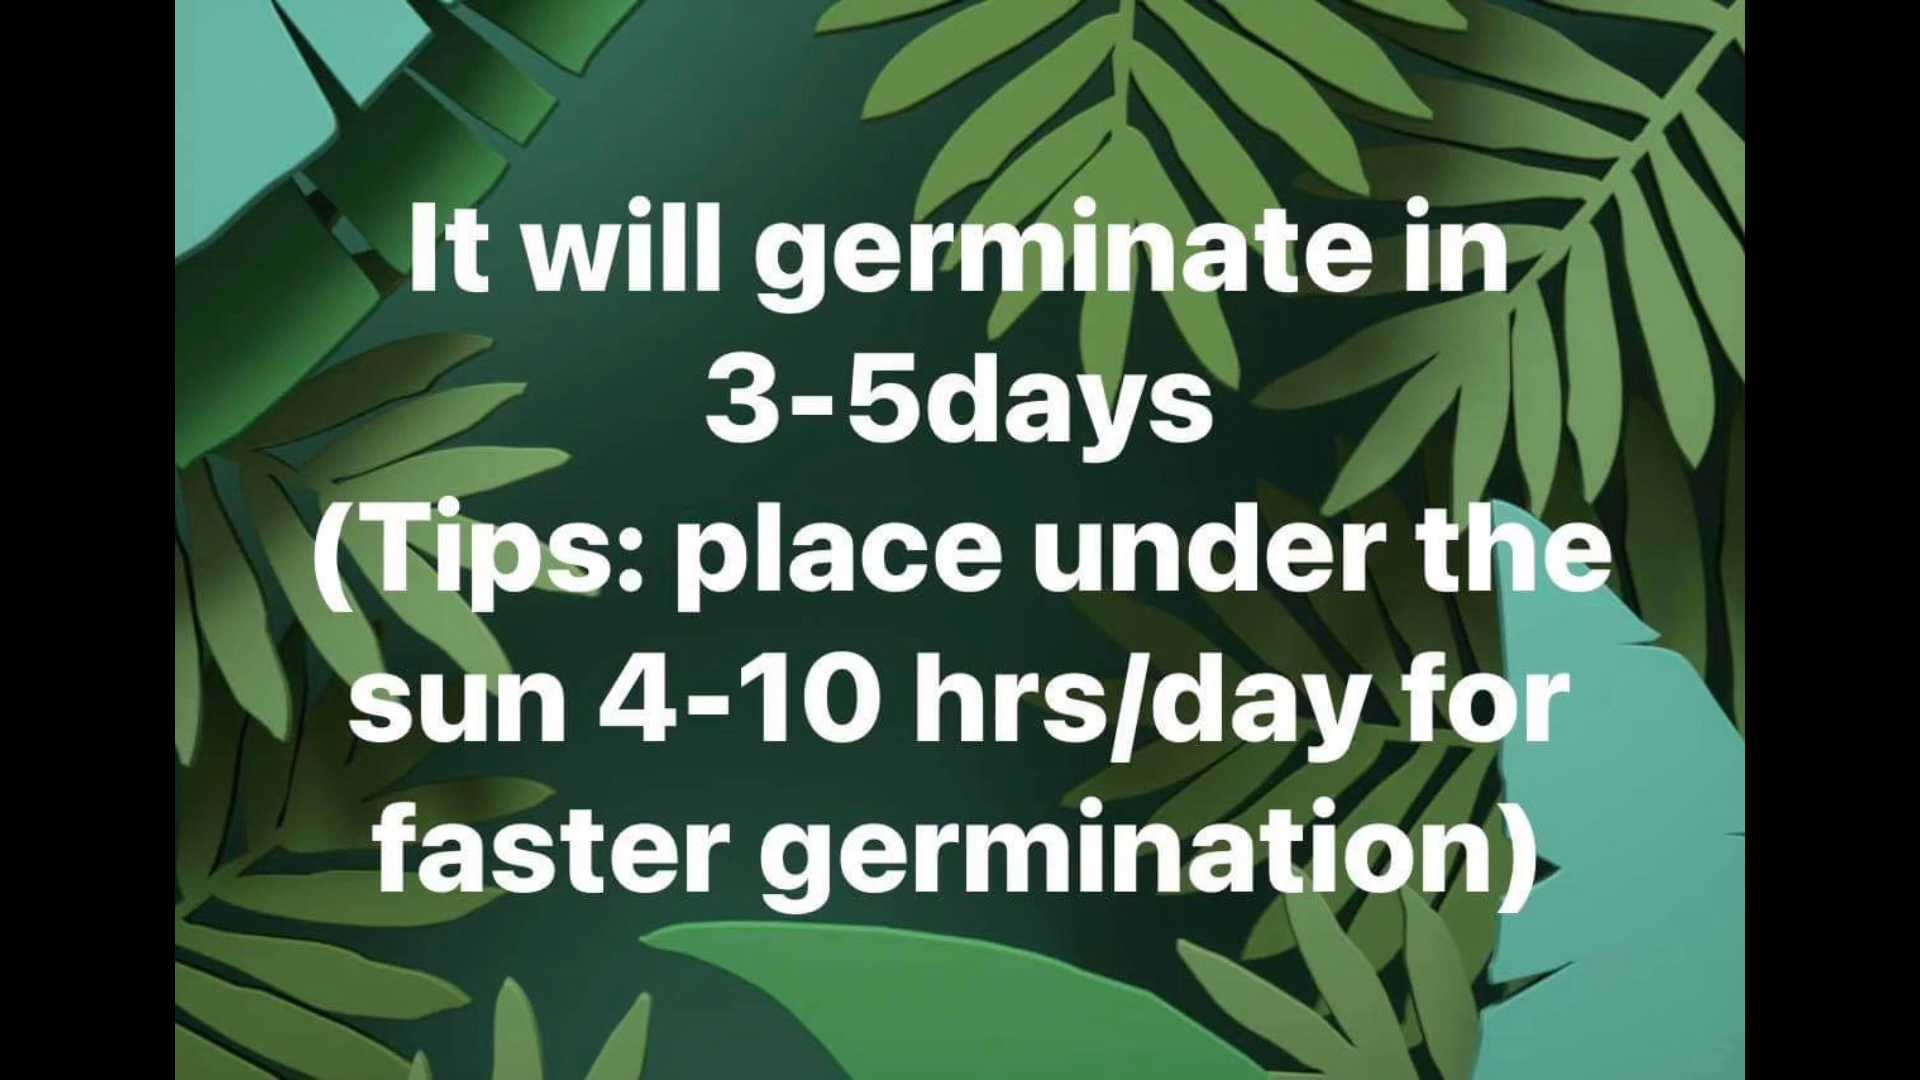 It will germinate in
3-5days
(Tips: place under the
sun 4-10 hrs/day for
faster germination)